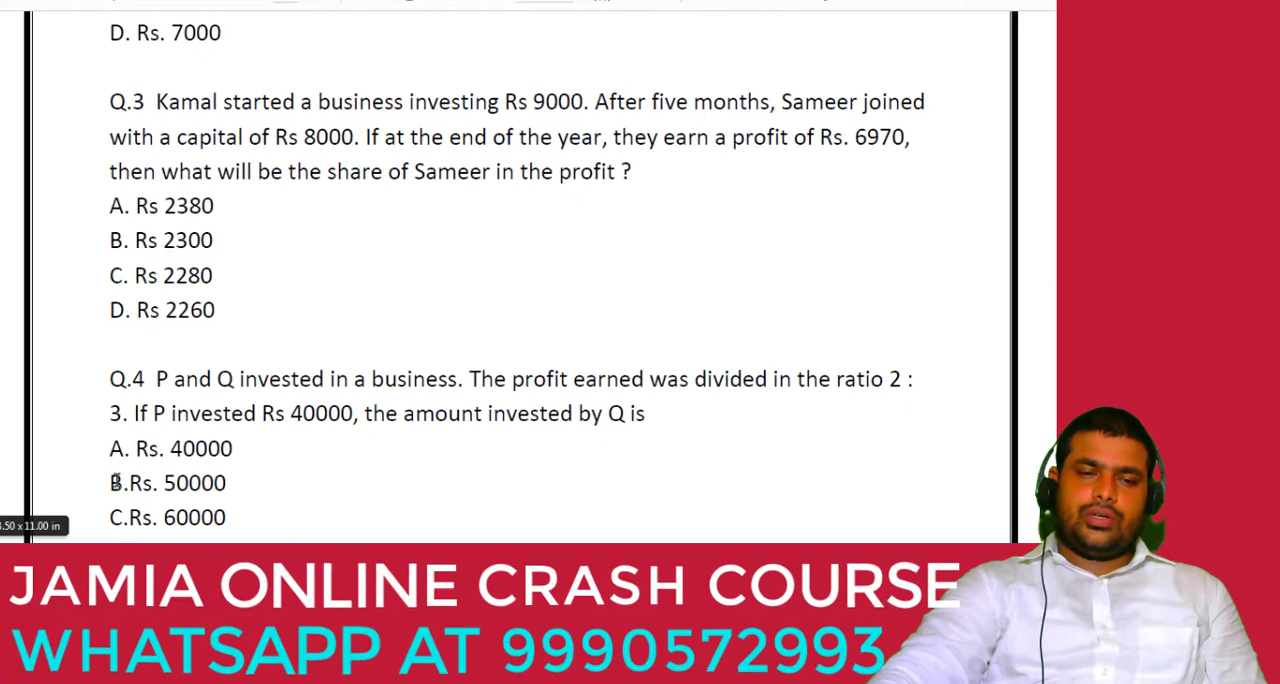 D. Rs. 7000
Q.3 Kamal started a business investing Rs 9000. After five months, Sameer joined
with a capital of Rs 8000. If at the end of the year, they earn a profit of Rs. 6970,
then what will be the share of Sameer in the profit ?
A. Rs 2380
B. Rs 2300
C. Rs 2280
D. Rs 2260
Q.4 P and Q invested in a business. The profit earned was divided in the ratio 2 :
3. If P invested Rs 40000, the amount invested by Q is
A. Rs. 40000
B.Rs. 50000
C.Rs. 60000
.50 x 11.00 in
JAMIA ONLINE CRASH COURSE
WHATSAPP AT 9990572993